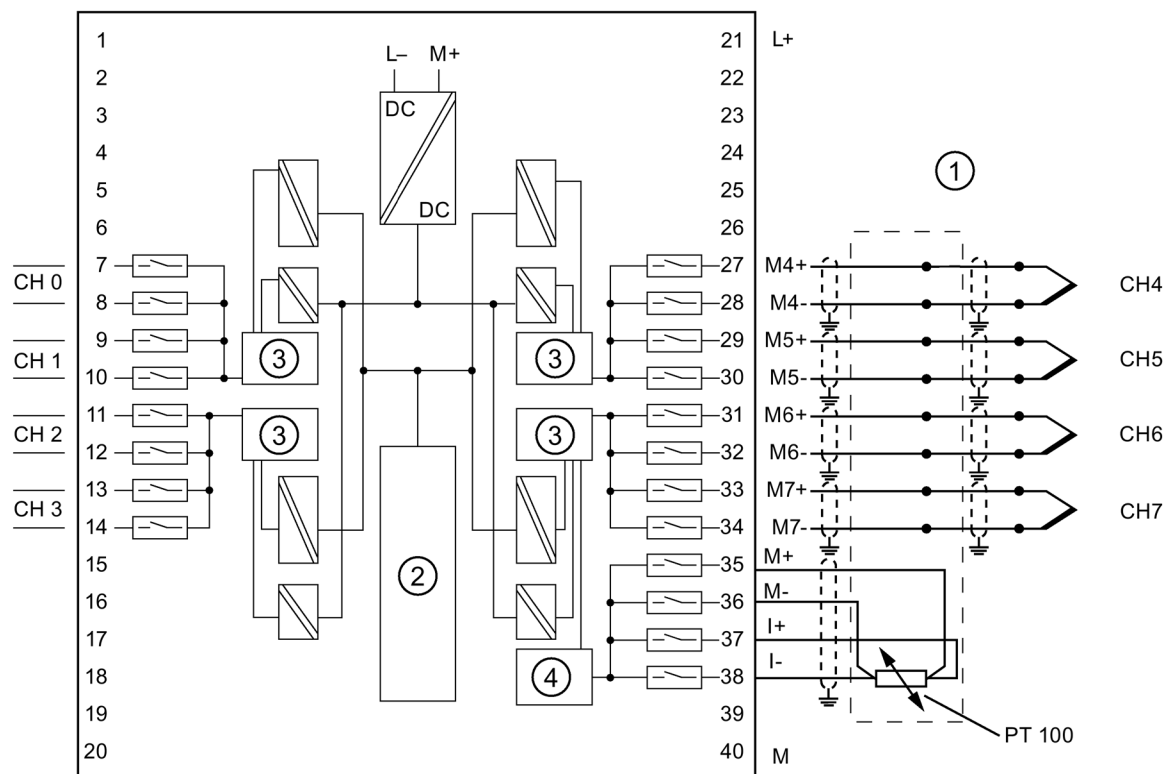 1 21 L+
L– M+
2 22
3 DC 23
4 24
①
5 25
DC
6 26
7 27 M4+
CH 0 CH4
8 28 M4-
9 29 M5+
CH 1 ③ ③ CH5
10 30 M5-
11 31 M6+
CH 2 ③ ③ CH6
12 32 M6-
13 33 M7+
CH 3 CH7
14 34 M7-
15 35 M+
②
16 36 M-
17 37 I+
18 ④ 38 I-
19 39
PT 100
20 40 M